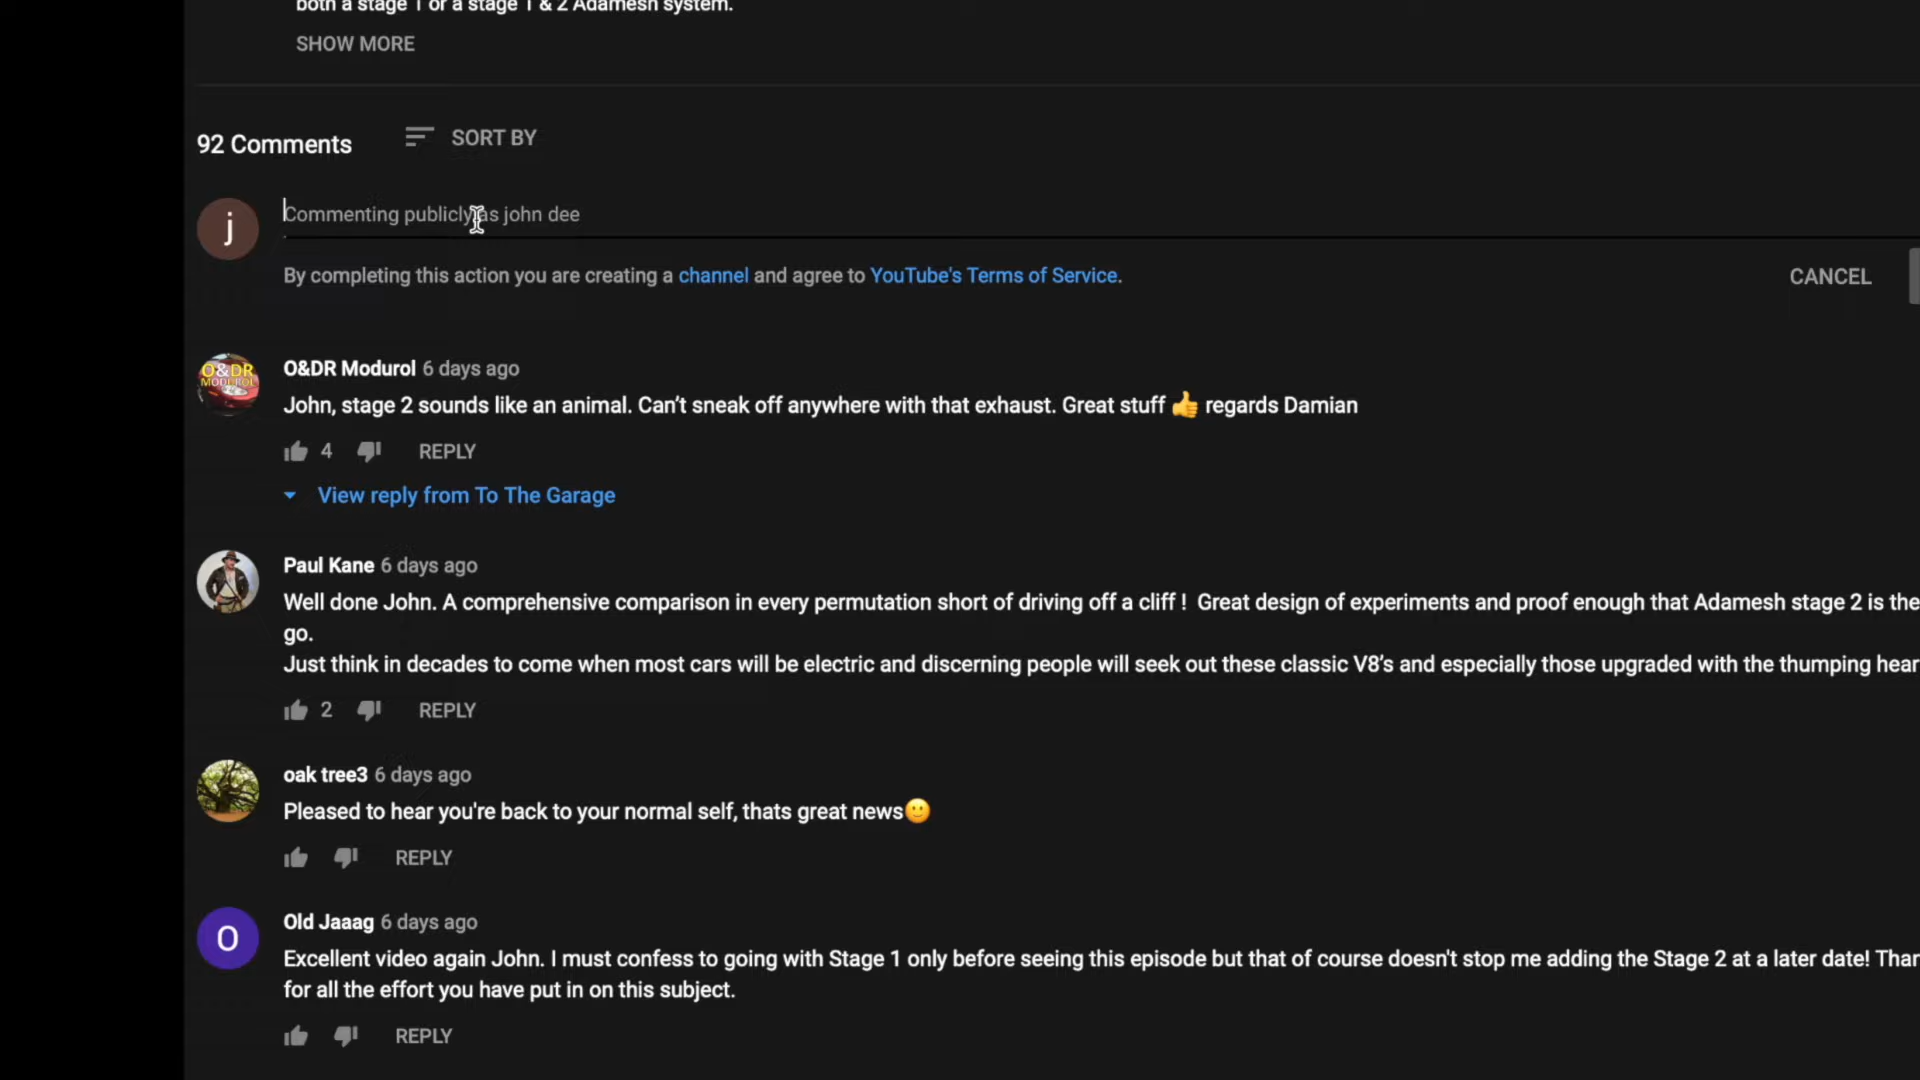 both a stage 1 or a stage 1 & 2 Adamesh system.
SHOW MORE
92 Comments SORT BY
j Commenting publicly as john dee
By completing this action you are creating a channel and agree to YouTube's Terms of Service.
CANCEL
O&DR MODUROL
O&DR Modurol 6 days ago
John, stage 2 sounds like an animal. Can’t sneak off anywhere with that exhaust. Great stuff 👍 regards Damian
4 REPLY
View reply from To The Garage
Paul Kane 6 days ago
Well done John. A comprehensive comparison in every permutation short of driving off a cliff ! Great design of experiments and proof enough that Adamesh stage 2 is the
go.
Just think in decades to come when most cars will be electric and discerning people will seek out these classic V8’s and especially those upgraded with the thumping hear
2 REPLY
oak tree3 6 days ago
Pleased to hear you're back to your normal self, thats great news🙂
REPLY
O
Old Jaaag 6 days ago
Excellent video again John. I must confess to going with Stage 1 only before seeing this episode but that of course doesn't stop me adding the Stage 2 at a later date! Than
for all the effort you have put in on this subject.
REPLY